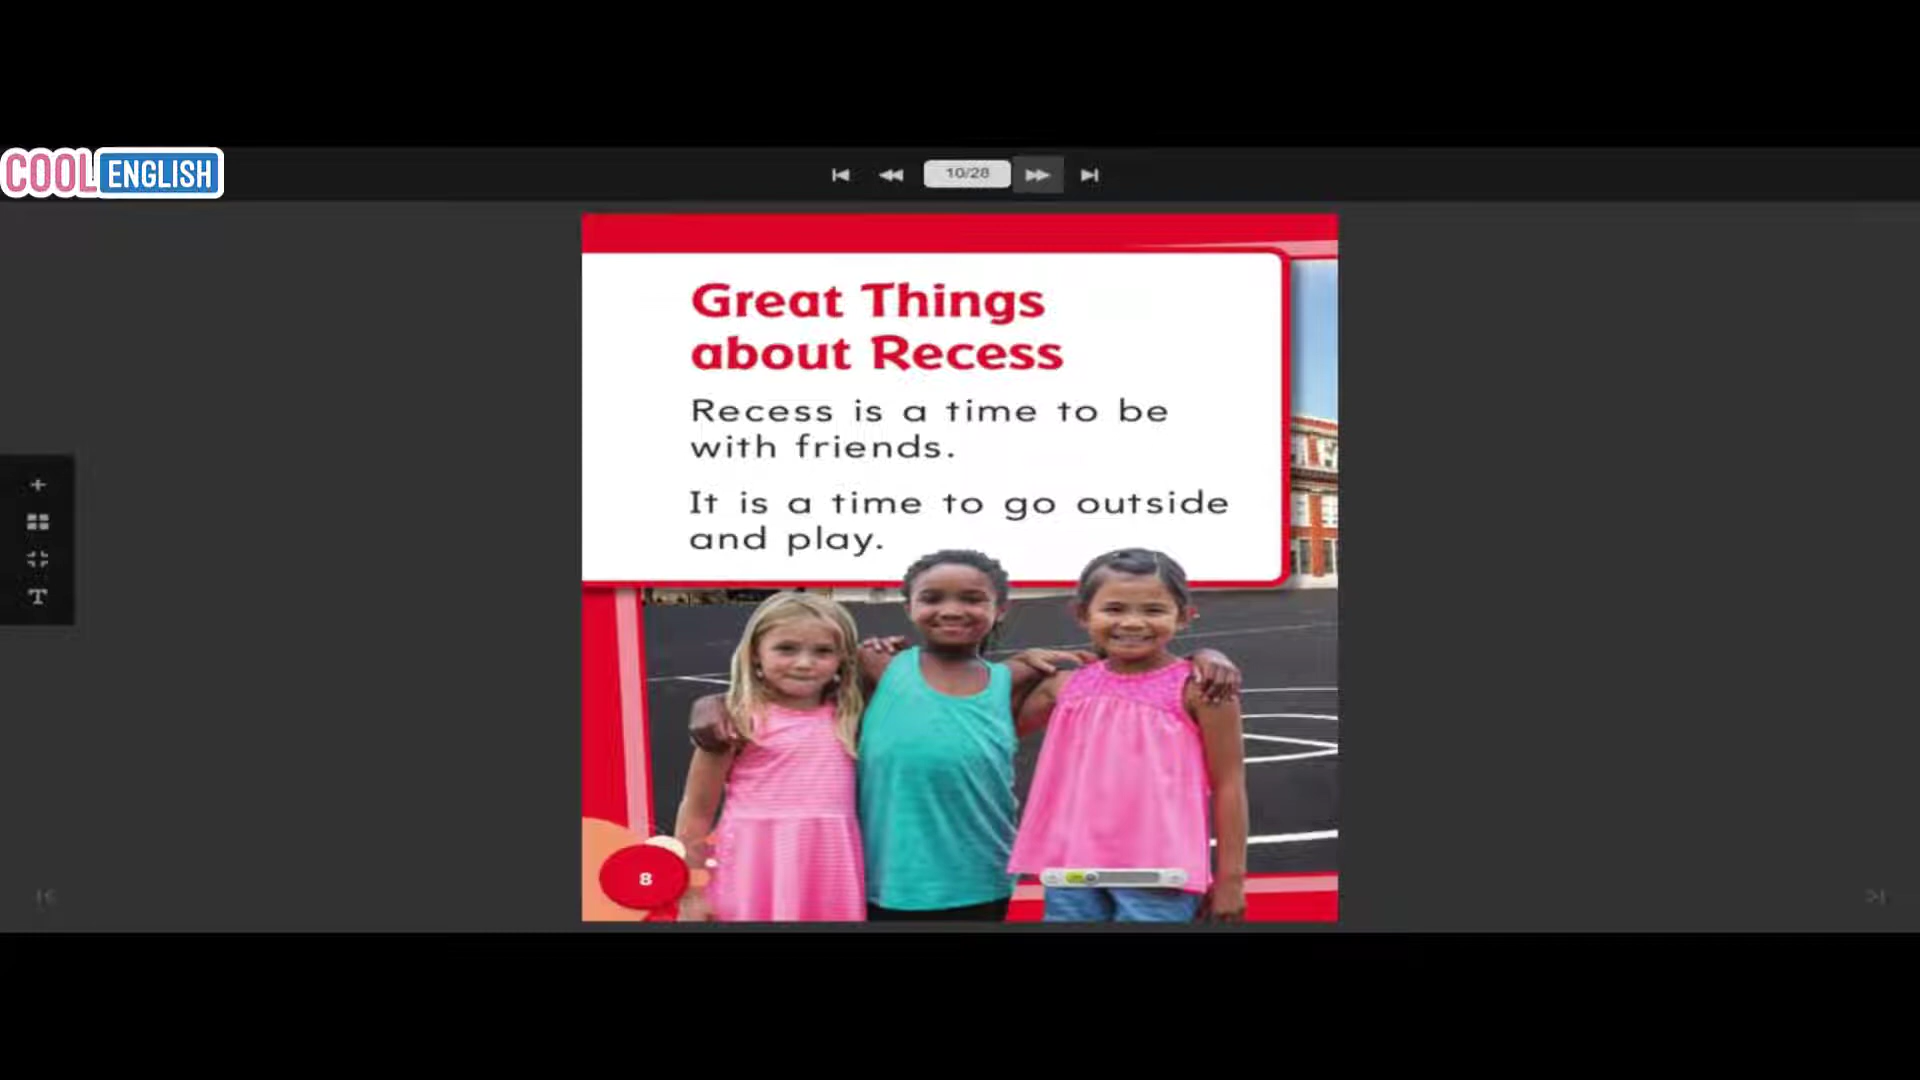 COOL ENGLISH
10/28
Great Things
about Recess
Recess is a time to be
with friends.
It is a time to go outside
and play.
8
T